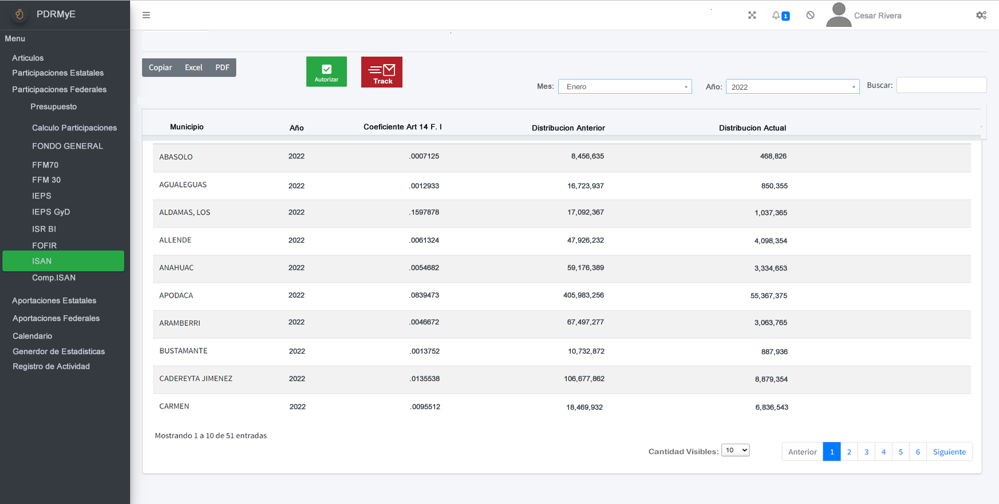 PDRMyE
1
Cesar Rivera
Menu
Articulos
Participaciones Estatales
Participaciones Federales
Presupuesto
Calculo Participaciones
FONDO GENERAL
FFM70
FFM 30
IEPS
IEPS GyD
ISR BI
FOFIR
ISAN
Comp.ISAN
Aportaciones Estatales
Aportaciones Federales
Calendario
Generdor de Estadisticas
Registro de Actividad
Copiar Excel PDF
Autorizar
Track
Mes: Enero Año: 2022 Buscar:
Municipio Año Coeficiente Art 14 F. I Distribucion Anterior Distribucion Actual
ABASOLO 2022 .0007125 8,456,635 468,826
AGUALEGUAS 2022 .0012933 16,723,937 850,355
ALDAMAS, LOS 2022 .1597878 17,092,367 1,037,365
ALLENDE 2022 .0061324 47,926,232 4,098,354
ANAHUAC 2022 .0054682 59,176,389 3,334,653
APODACA 2022 .0839473 405,983,256 55,367,375
ARAMBERRI 2022 .0046672 67,497,277 3,063,765
BUSTAMANTE 2022 .0013752 10,732,872 887,936
CADEREYTA JIMENEZ 2022 .0135538 106,677,862 8,879,354
CARMEN 2022 .0095512 18,469,932 6,836,543
Mostrando 1 a 10 de 51 entradas
Cantidad Visibles: 10
Anterior 1 2 3 4 5 6 Siguiente